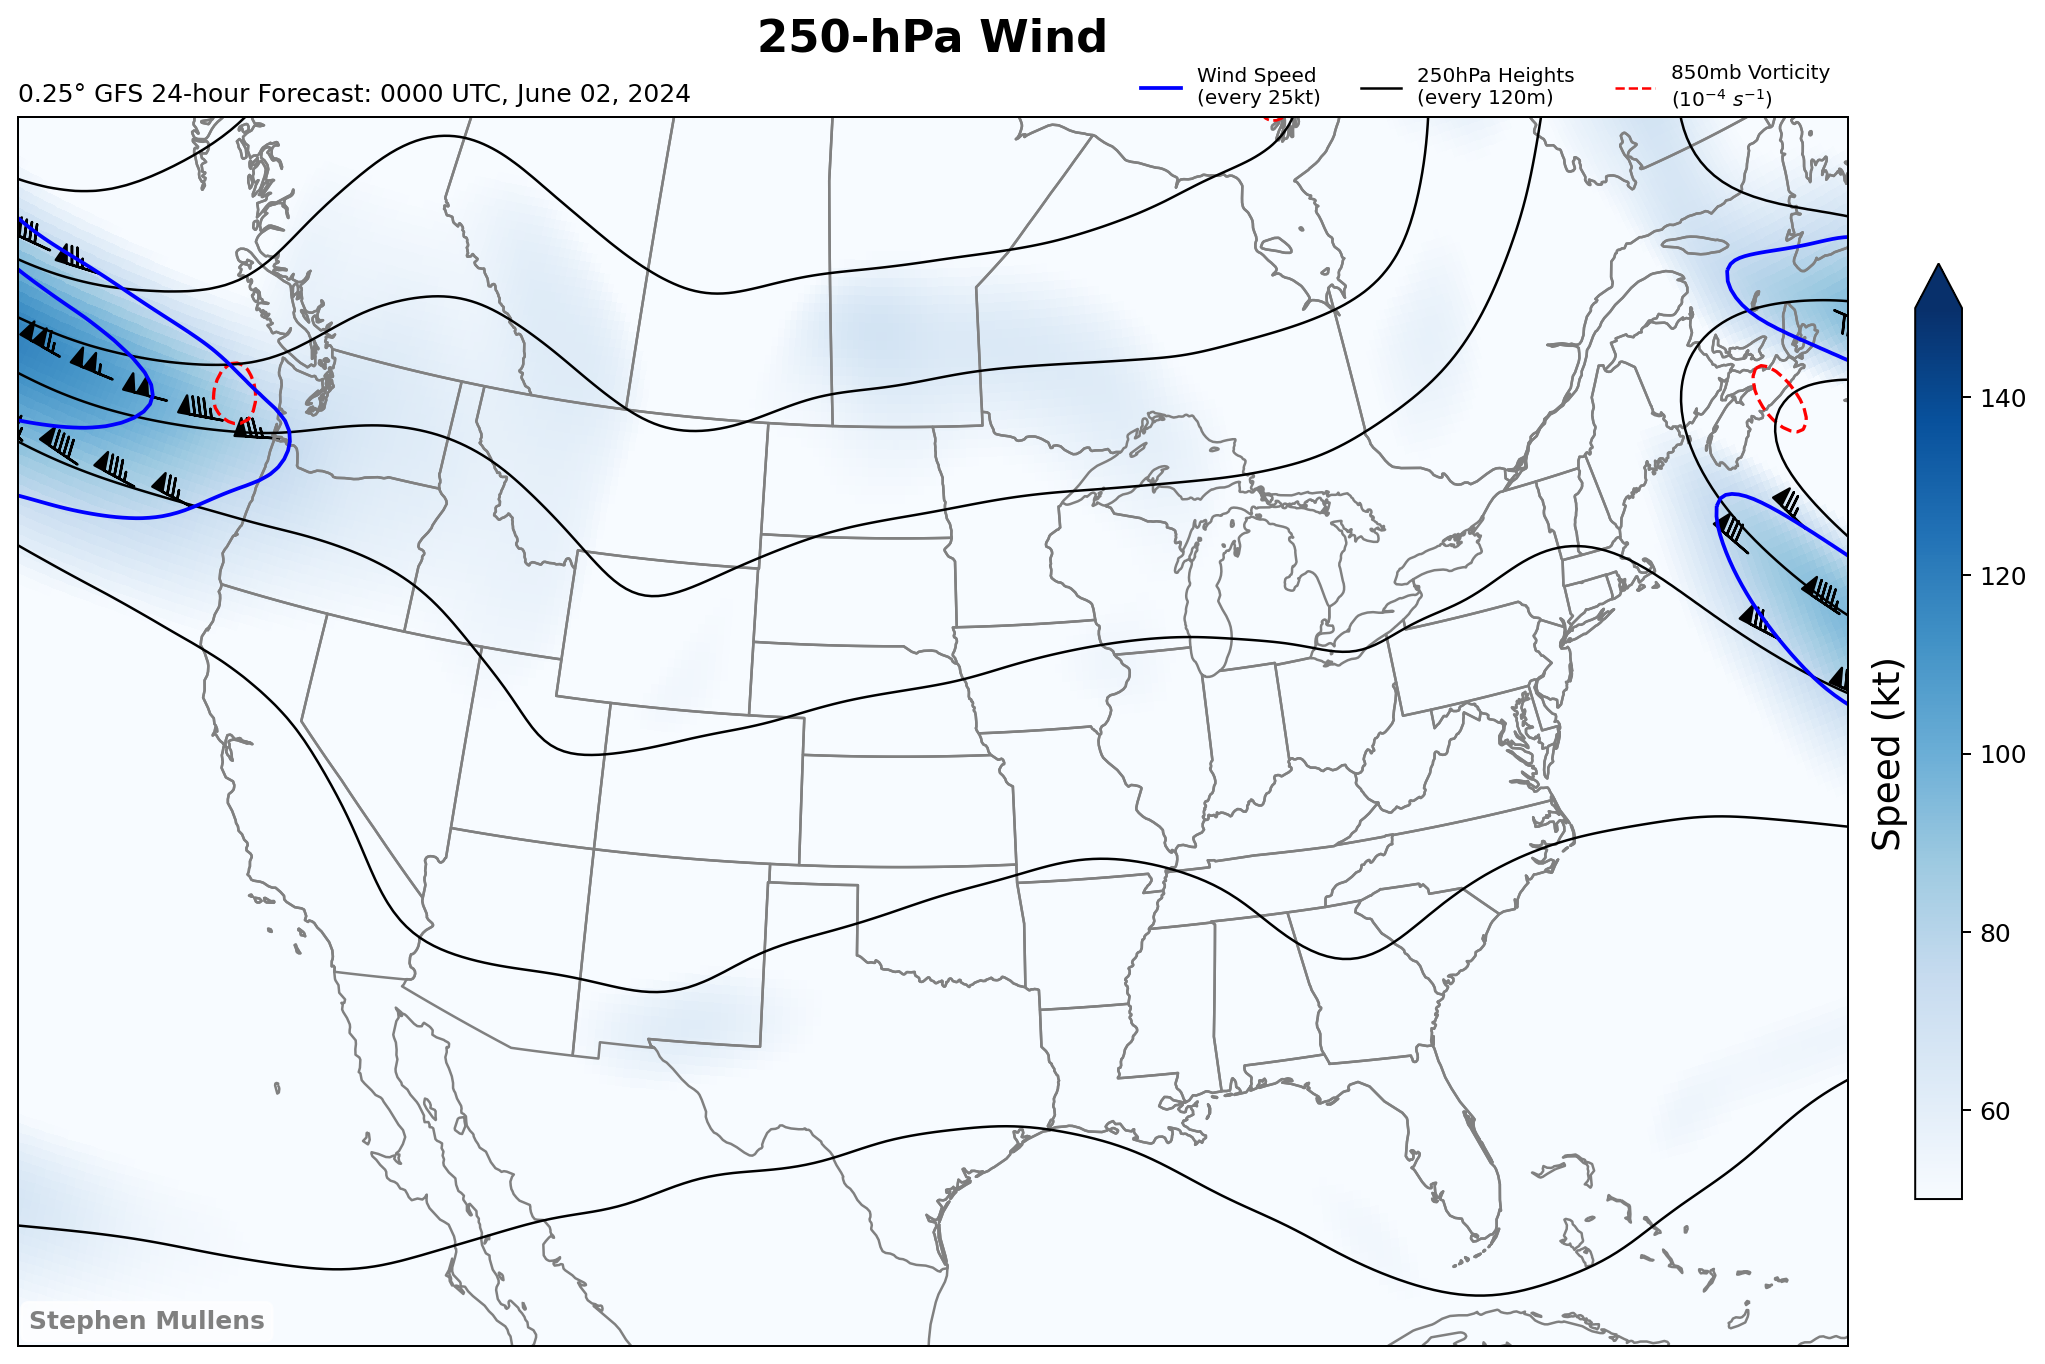 250-hPa Wind
0.25° GFS 24-hour Forecast: 0000 UTC, June 02, 2024
Wind Speed
(every 25kt)
250hPa Heights
(every 120m)
850mb Vorticity
(10⁻⁴ s⁻¹)
140
120
100
80
60
Speed (kt)
Stephen Mullens